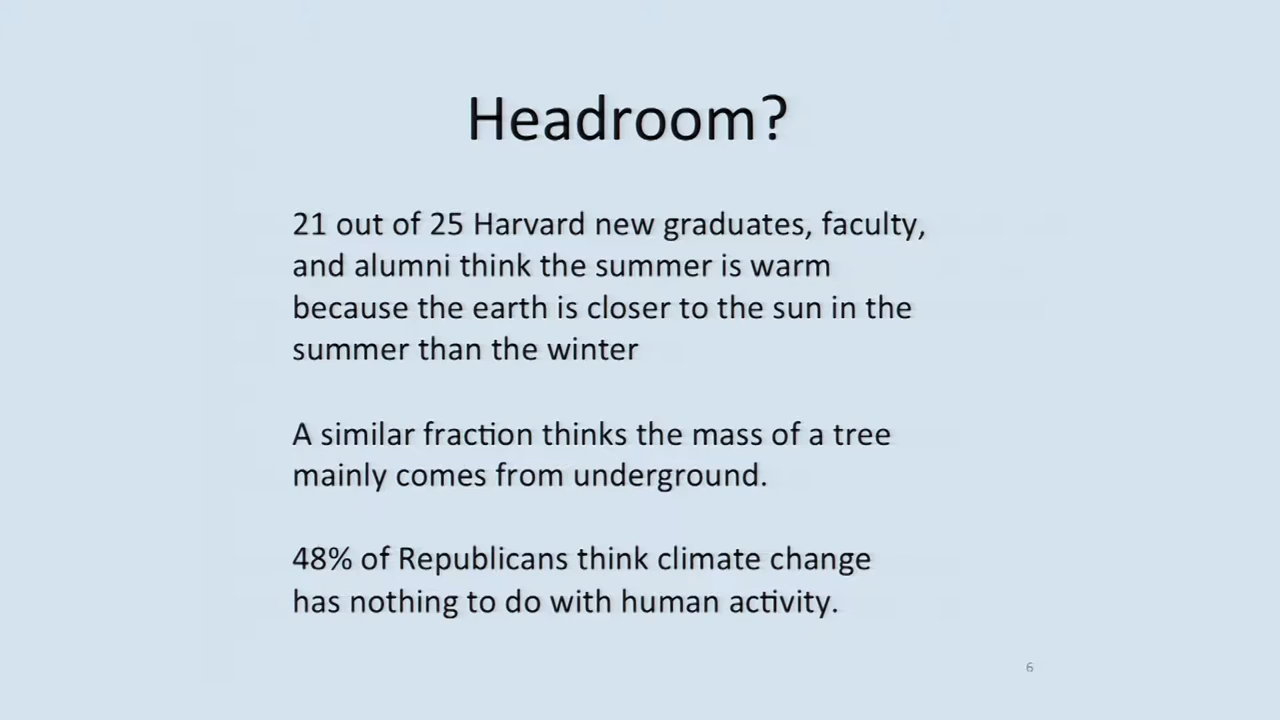 Headroom?
21 out of 25 Harvard new graduates, faculty,
and alumni think the summer is warm
because the earth is closer to the sun in the
summer than the winter
A similar fraction thinks the mass of a tree
mainly comes from underground.
48% of Republicans think climate change
has nothing to do with human activity.
6